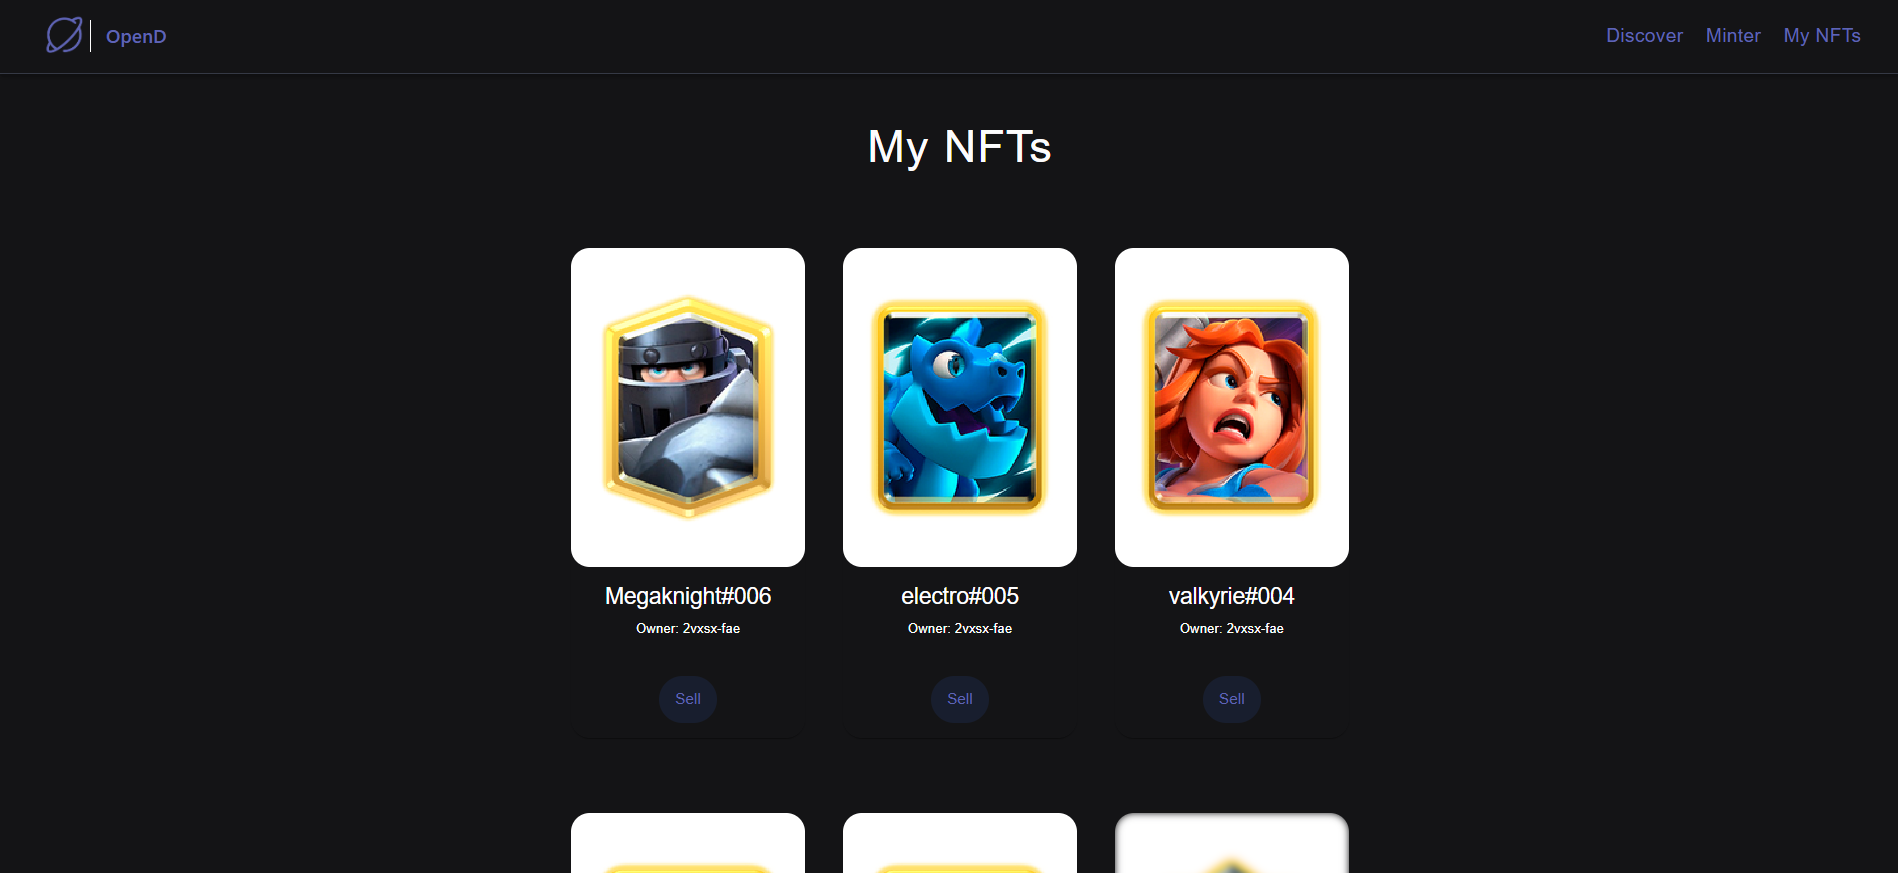 OpenD
Discover Minter My NFTs
My NFTs
Megaknight#006 electro#005 valkyrie#004
Owner: 2vxsx-fae Owner: 2vxsx-fae Owner: 2vxsx-fae
Sell Sell Sell